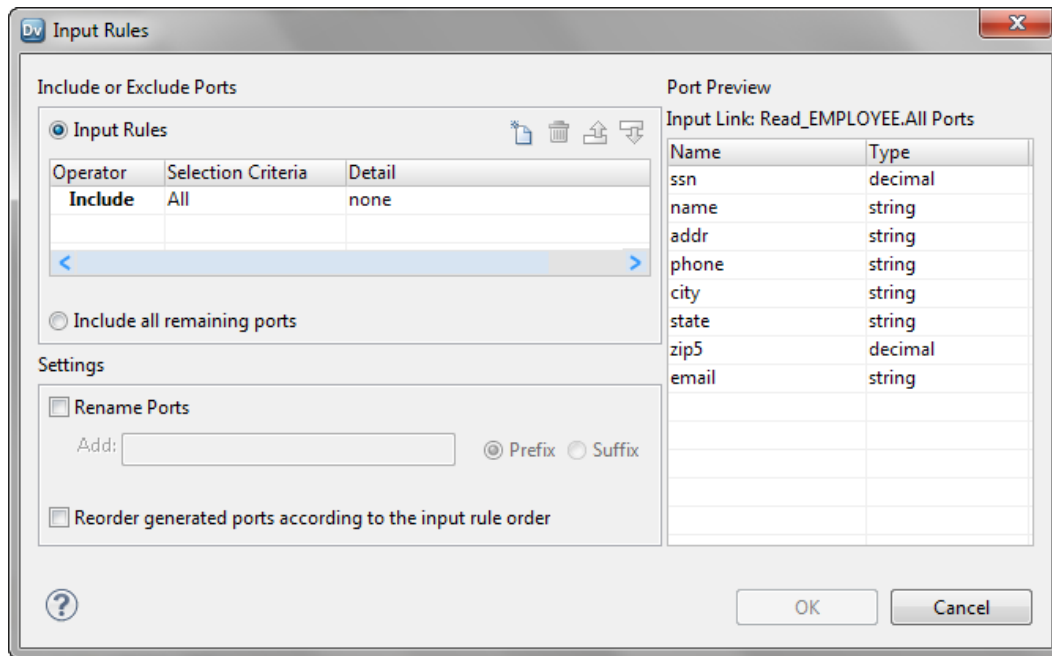 Dv Input Rules
Include or Exclude Ports
Input Rules
Operator Selection Criteria Detail
Include All none
Include all remaining ports
Settings
Rename Ports
Add: Prefix Suffix
Reorder generated ports according to the input rule order
Port Preview
Input Link: Read_EMPLOYEE.All Ports
Name Type
ssn decimal
name string
addr string
phone string
city string
state string
zip5 decimal
email string
? OK Cancel